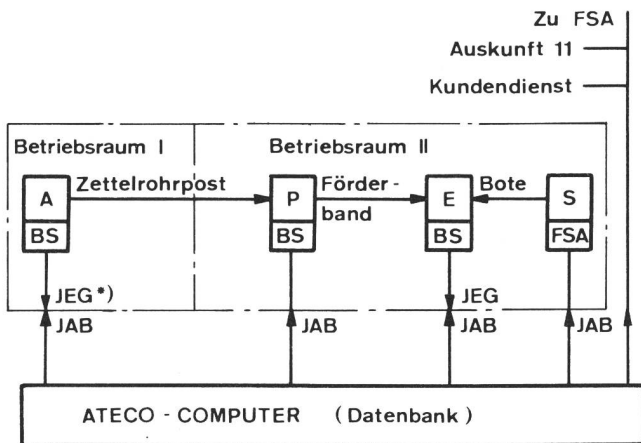 Zu FSA
Auskunft 11
Kundendienst
Betriebsraum I
Betriebsraum II
A
Zettelrohrpost
P
Förder-
band
E
Bote
S
BS
BS
BS
FSA
JEG*)
JAB
JAB
JEG
JAB
JAB
ATECO - COMPUTER (Datenbank)